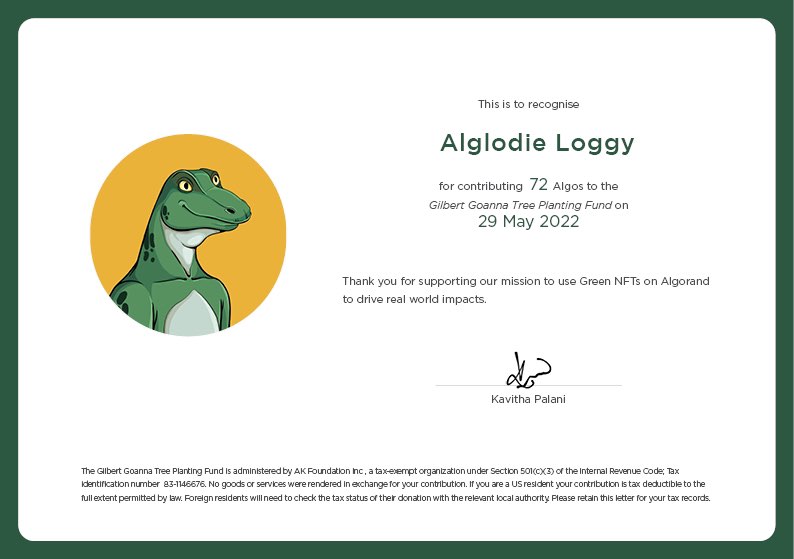 This is to recognise
Alglodie Loggy
for contributing 72 Algos to the
Gilbert Goanna Tree Planting Fund on
29 May 2022
Thank you for supporting our mission to use Green NFTs on Algorand
to drive real world impacts.
Kavitha Palani
The Gilbert Goanna Tree Planting Fund is administered by AK Foundation Inc., a tax-exempt organization under Section 501(c)(3) of the Internal Revenue Code; Tax
identification number 83-1146676. No goods or services were rendered in exchange for your contribution. If you are a US resident your contribution is tax deductible to the
full extent permitted by law. Foreign residents will need to check the tax status of their donation with the relevant local authority. Please retain this letter for your tax records.